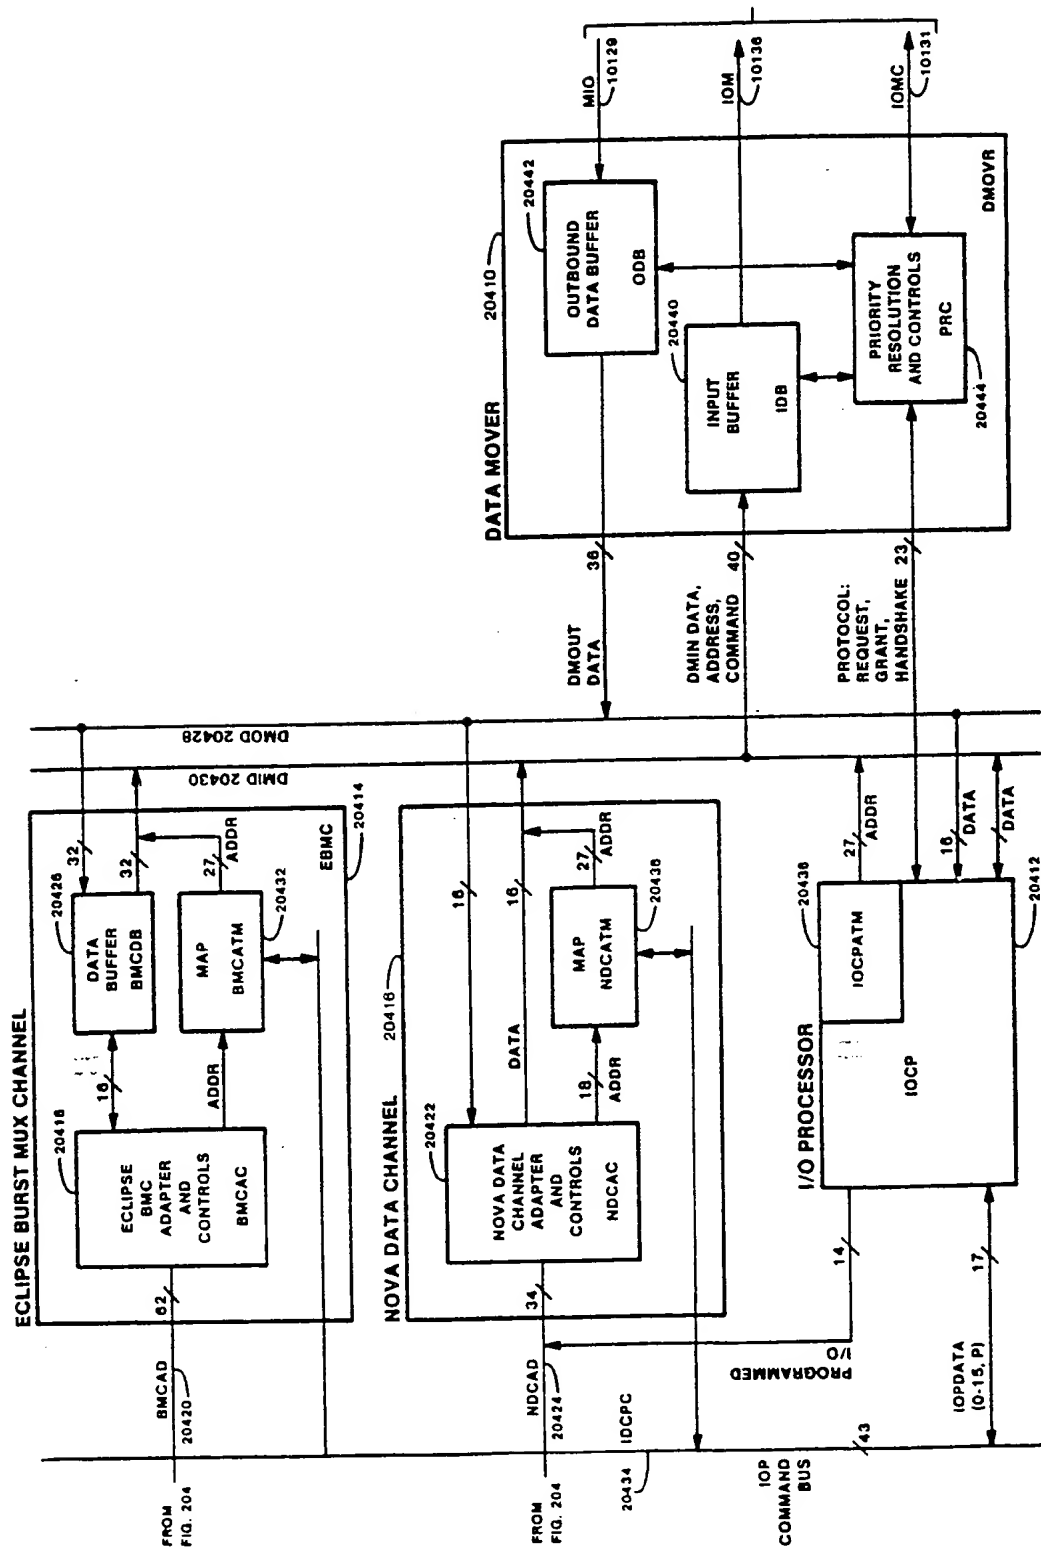 ECLIPSE BURST MUX CHANNEL
FROM
FIG. 204
BMCAD
20420
62
20418
ECLIPSE
BMC
ADAPTER
AND
CONTROLS
BMCAC
16
ADDR
20426
DATA
BUFFER
BMCDB
MAP
BMCATM
20432
32
32
27
ADDR
EBMC
20414
NOVA DATA CHANNEL
20416
FROM
FIG. 204
NDCAD
20424
34
20422
NOVA DATA
CHANNEL
ADAPTER
AND
CONTROLS
NDCAC
16
16
DATA
18
ADDR
MAP
NDCATM
20436
27
ADDR
IDCPC
20434
IOP
COMMAND
BUS
43
PROGRAMMED
I/O
14
IOPDATA
(0-15, P)
17
I/O PROCESSOR
IOCP
IOCPATM
20438
27
ADDR
16
DATA
DATA
20412
DMID 20430
DMOD 20428
DMOUT
DATA
36
DMIN DATA,
ADDRESS,
COMMAND
40
PROTOCOL:
REQUEST,
GRANT,
HANDSHAKE
23
DATA MOVER
20410
OUTBOUND
DATA BUFFER
ODB
20442
INPUT
BUFFER
IDB
20440
PRIORITY
RESOLUTION
AND CONTROLS
PRC
20444
DMOVR
MIO
10129
IOM
10136
IOMC
10131